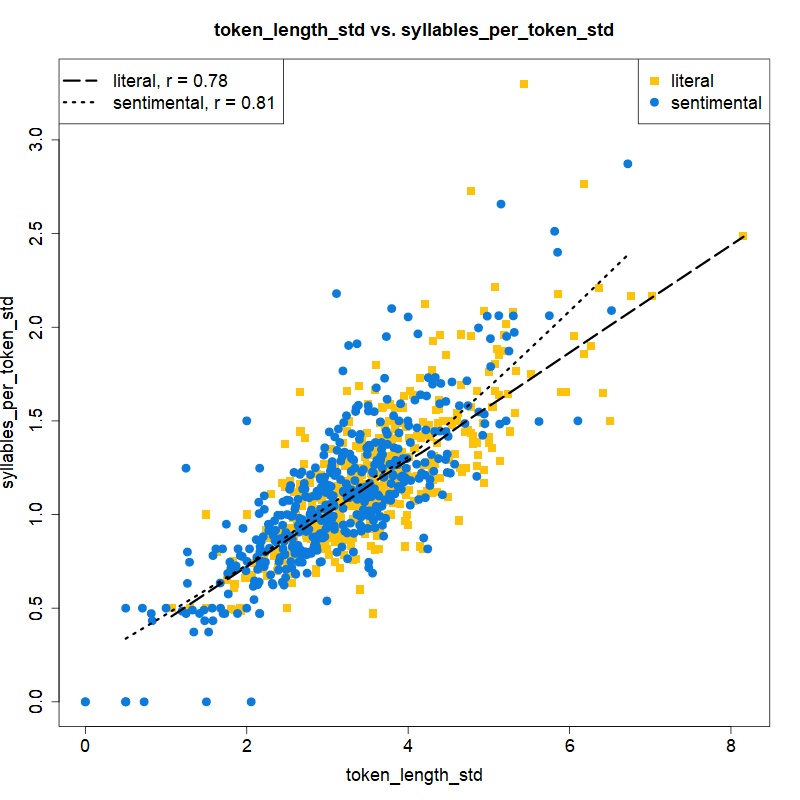 token_length_std vs. syllables_per_token_std
literal, r = 0.78
sentimental, r = 0.81
literal
sentimental
syllables_per_token_std
3.0
2.5
2.0
1.5
1.0
0.5
0.0
0 2 4 6 8
token_length_std